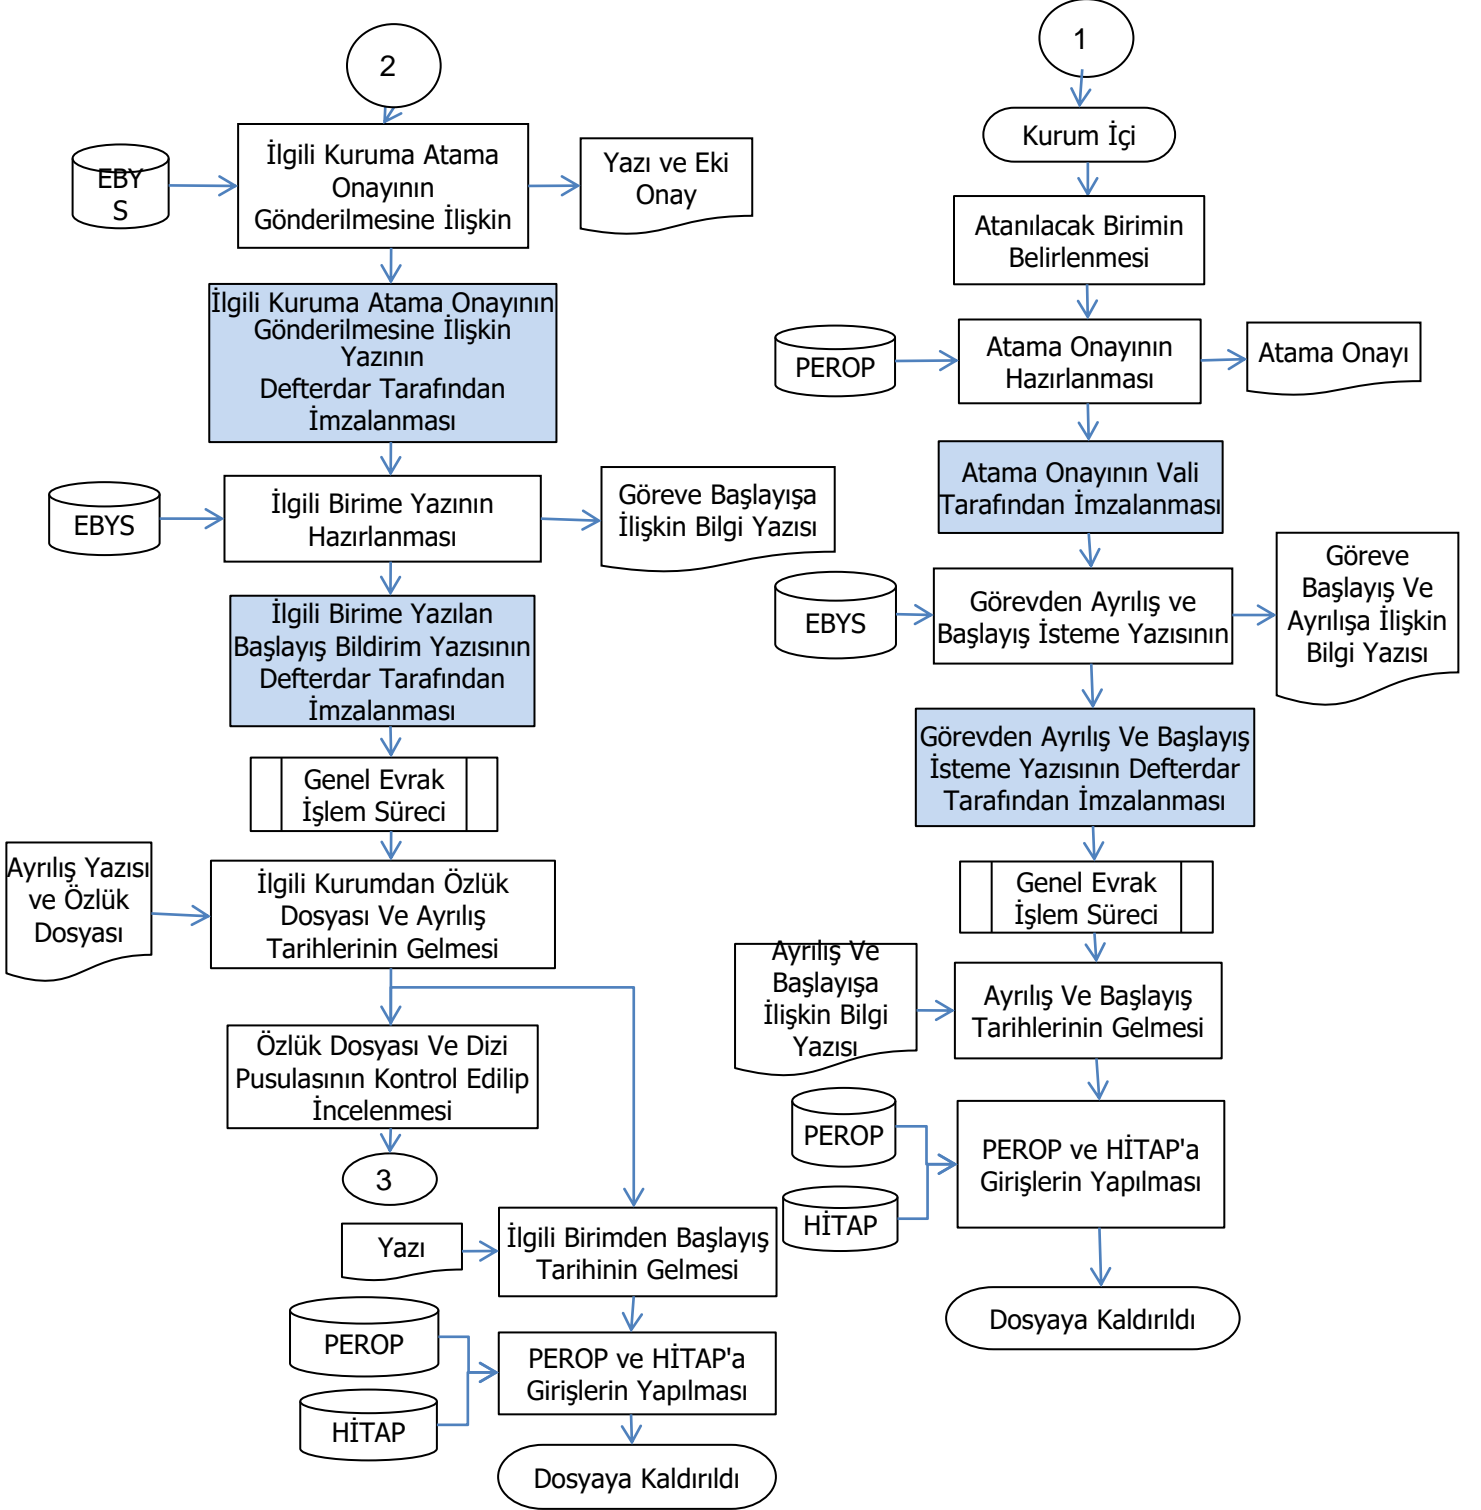 2
İlgili Kuruma Atama
Onayının
Gönderilmesine İlişkin
EBY
S
Yazı ve Eki
Onay
İlgili Kuruma Atama Onayının
Gönderilmesine İlişkin
Yazının
Defterdar Tarafından
İmzalanması
EBYS
İlgili Birime Yazının
Hazırlanması
Göreve Başlayışa
İlişkin Bilgi Yazısı
İlgili Birime Yazılan
Başlayış Bildirim Yazısının
Defterdar Tarafından
İmzalanması
Genel Evrak
İşlem Süreci
Ayrılış Yazısı
ve Özlük
Dosyası
İlgili Kurumdan Özlük
Dosyası Ve Ayrılış
Tarihlerinin Gelmesi
Özlük Dosyası Ve Dizi
Pusulasının Kontrol Edilip
İncelenmesi
3
Yazı
İlgili Birimden Başlayış
Tarihinin Gelmesi
PEROP
HİTAP
PEROP ve HİTAP'a
Girişlerin Yapılması
Dosyaya Kaldırıldı
1
Kurum İçi
Atanılacak Birimin
Belirlenmesi
PEROP
Atama Onayının
Hazırlanması
Atama Onayı
Atama Onayının Vali
Tarafından İmzalanması
EBYS
Görevden Ayrılış ve
Başlayış İsteme Yazısının
Göreve
Başlayış Ve
Ayrılışa İlişkin
Bilgi Yazısı
Görevden Ayrılış Ve Başlayış
İsteme Yazısının Defterdar
Tarafından İmzalanması
Genel Evrak
İşlem Süreci
Ayrılış Ve
Başlayışa
İlişkin Bilgi
Yazısı
Ayrılış Ve Başlayış
Tarihlerinin Gelmesi
PEROP
HİTAP
PEROP ve HİTAP'a
Girişlerin Yapılması
Dosyaya Kaldırıldı